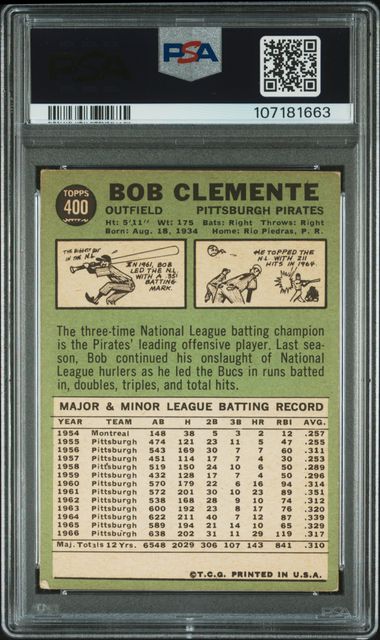 PSA
107181663
TOPPS
400
BOB CLEMENTE
OUTFIELD PITTSBURGH PIRATES
Ht: 5'11" Wt: 175 Bats: Right Throws: Right
Born: Aug. 18, 1934 Home: Rio Piedras, P. R.
THE BIGGEST BAT IN THE N.L.
IN 1961, BOB
LED THE N.L.
WITH A .351
BATTING
MARK.
HE TOPPED THE
N.L. WITH 211
HITS IN 1964.
The three-time National League batting champion
is the Pirates' leading offensive player. Last sea-
son, Bob continued his onslaught of National
League hurlers as he led the Bucs in runs batted
in, doubles, triples, and total hits.
MAJOR & MINOR LEAGUE BATTING RECORD
YEAR TEAM AB H 2B 3B HR RBI AVG.
1954 Montreal 148 38 5 3 2 12 .257
1955 Pittsburgh 474 121 23 11 5 47 .255
1956 Pittsburgh 543 169 30 7 7 60 .311
1957 Pittsburgh 451 114 17 7 4 30 .253
1958 Pittsburgh 519 150 24 10 6 50 .289
1959 Pittsburgh 432 128 17 7 4 50 .296
1960 Pittsburgh 570 179 22 6 16 94 .314
1961 Pittsburgh 572 201 30 10 23 89 .351
1962 Pittsburgh 538 168 28 9 10 74 .312
1963 Pittsburgh 600 192 23 8 17 76 .320
1964 Pittsburgh 622 211 40 7 12 87 .339
1965 Pittsburgh 589 194 21 14 10 65 .329
1966 Pittsburgh 638 202 31 11 29 119 .317
Maj. Totals 12 Yrs. 6548 2029 306 107 143 841 .310
©T.C.G. PRINTED IN U.S.A.